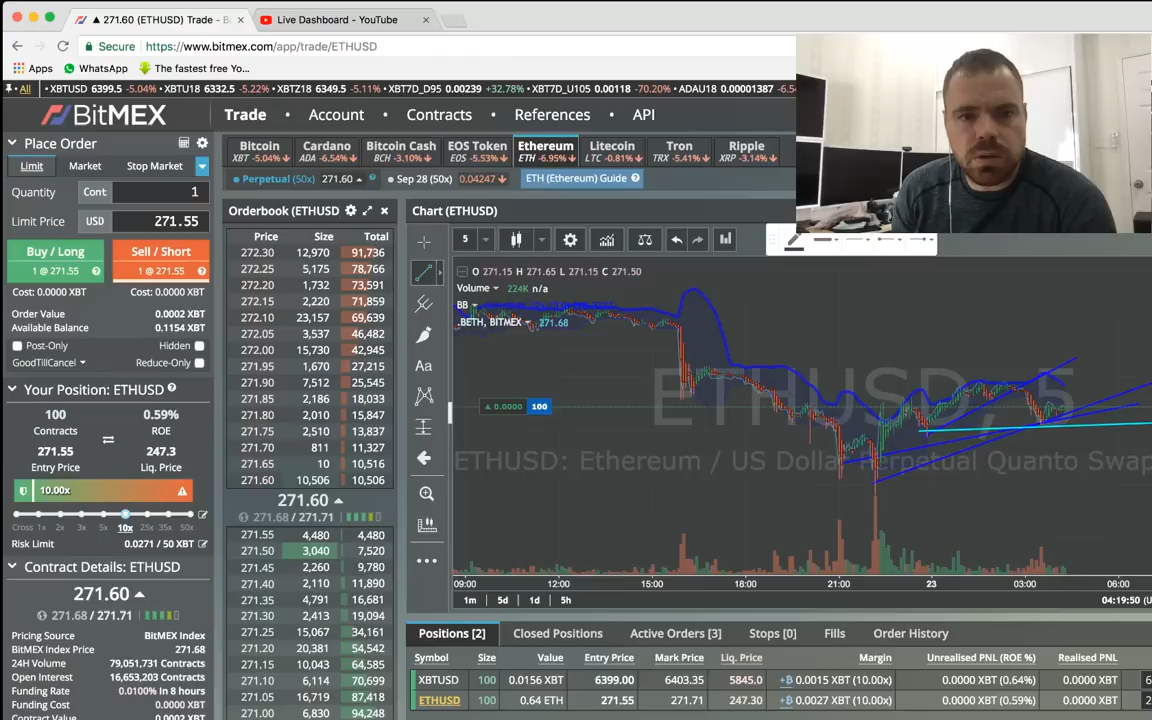 ▲ 271.60 (ETHUSD) Trade - B
Live Dashboard - YouTube
Secure https://www.bitmex.com/app/trade/ETHUSD
Apps WhatsApp The fastest free Yo...
All XBTUSD 6399.5 -5.04% XBTU18 6332.5 -5.22% XBTZ18 6349.5 -5.11% XBT7D_D95 0.00239 +32.78% XBT7D_U105 0.00118 -70.20% ADAU18 0.00001387 -6.5
BitMEX Trade • Account • Contracts • References • API
Place Order
Limit Market Stop Market
Quantity Cont 1
Limit Price USD 271.55
Buy / Long Sell / Short
1 @ 271.55 1 @ 271.55
Cost: 0.0000 XBT Cost: 0.0000 XBT
Order Value 0.0002 XBT
Available Balance 0.1154 XBT
Post-Only Hidden
GoodTillCancel Reduce-Only
Your Position: ETHUSD
100 0.59%
Contracts ROE
271.55 247.3
Entry Price Liq. Price
10.00x
Cross 1x 2x 3x 5x 10x 25x 35x 50x
Risk Limit 0.0271 / 50 XBT
Contract Details: ETHUSD
271.60
271.68 / 271.71
Pricing Source BitMEX Index
BitMEX Index Price 271.68
24H Volume 79,051,731 Contracts
Open Interest 16,653,203 Contracts
Funding Rate 0.0100% in 8 hours
Funding Cost 0.0000 XBT
Contract Value 0.0002 XBT
Bitcoin Cardano Bitcoin Cash EOS Token Ethereum Litecoin Tron Ripple
XBT -5.04% ADA -6.54% BCH -3.10% EOS -5.53% ETH -6.95% LTC -0.81% TRX -5.41% XRP -3.14%
Perpetual (50x) 271.60 Sep 28 (50x) 0.04247 ETH (Ethereum) Guide
Orderbook (ETHUSD
Price Size Total
272.30 12,970 91,736
272.25 5,175 78,766
272.20 1,732 73,591
272.15 2,220 71,859
272.10 23,157 69,639
272.05 3,537 46,482
272.00 15,730 42,945
271.95 1,670 27,215
271.90 7,512 25,545
271.85 2,186 18,033
271.80 2,010 15,847
271.75 2,510 13,837
271.70 811 11,327
271.65 10 10,516
271.60 10,506 10,506
271.60
271.68 / 271.71
271.55 4,480 4,480
271.50 3,040 7,520
271.45 2,260 9,780
271.40 2,110 11,890
271.35 4,791 16,681
271.30 2,413 19,094
271.25 15,067 34,161
271.20 20,381 54,542
271.15 10,043 64,585
271.10 6,114 70,699
271.05 16,719 87,418
271.00 6,830 94,248
Chart (ETHUSD)
5
O 271.15 H 271.65 L 271.15 C 271.50
Volume 224K n/a
BB
.BETH, BITMEX 271.68
Aa
▲ 0.0000 100
ETHUSD, 5
ETHUSD: Ethereum / US Dollar Perpetual Quanto Swap
09:00 12:00 15:00 18:00 21:00 23 03:00 06:00
1m 5d 1d 5h 04:19:50
Positions [2] Closed Positions Active Orders [3] Stops [0] Fills Order History
Symbol Size Value Entry Price Mark Price Liq. Price Margin Unrealised PNL (ROE %) Realised PNL
XBTUSD 100 0.0156 XBT 6399.00 6403.35 5845.0 0.0015 XBT (10.00x) 0.0000 XBT (0.64%) 0.0000 XBT 6
ETHUSD 100 0.64 ETH 271.55 271.71 247.30 0.0027 XBT (10.00x) 0.0000 XBT (0.59%) 0.0000 XBT 2